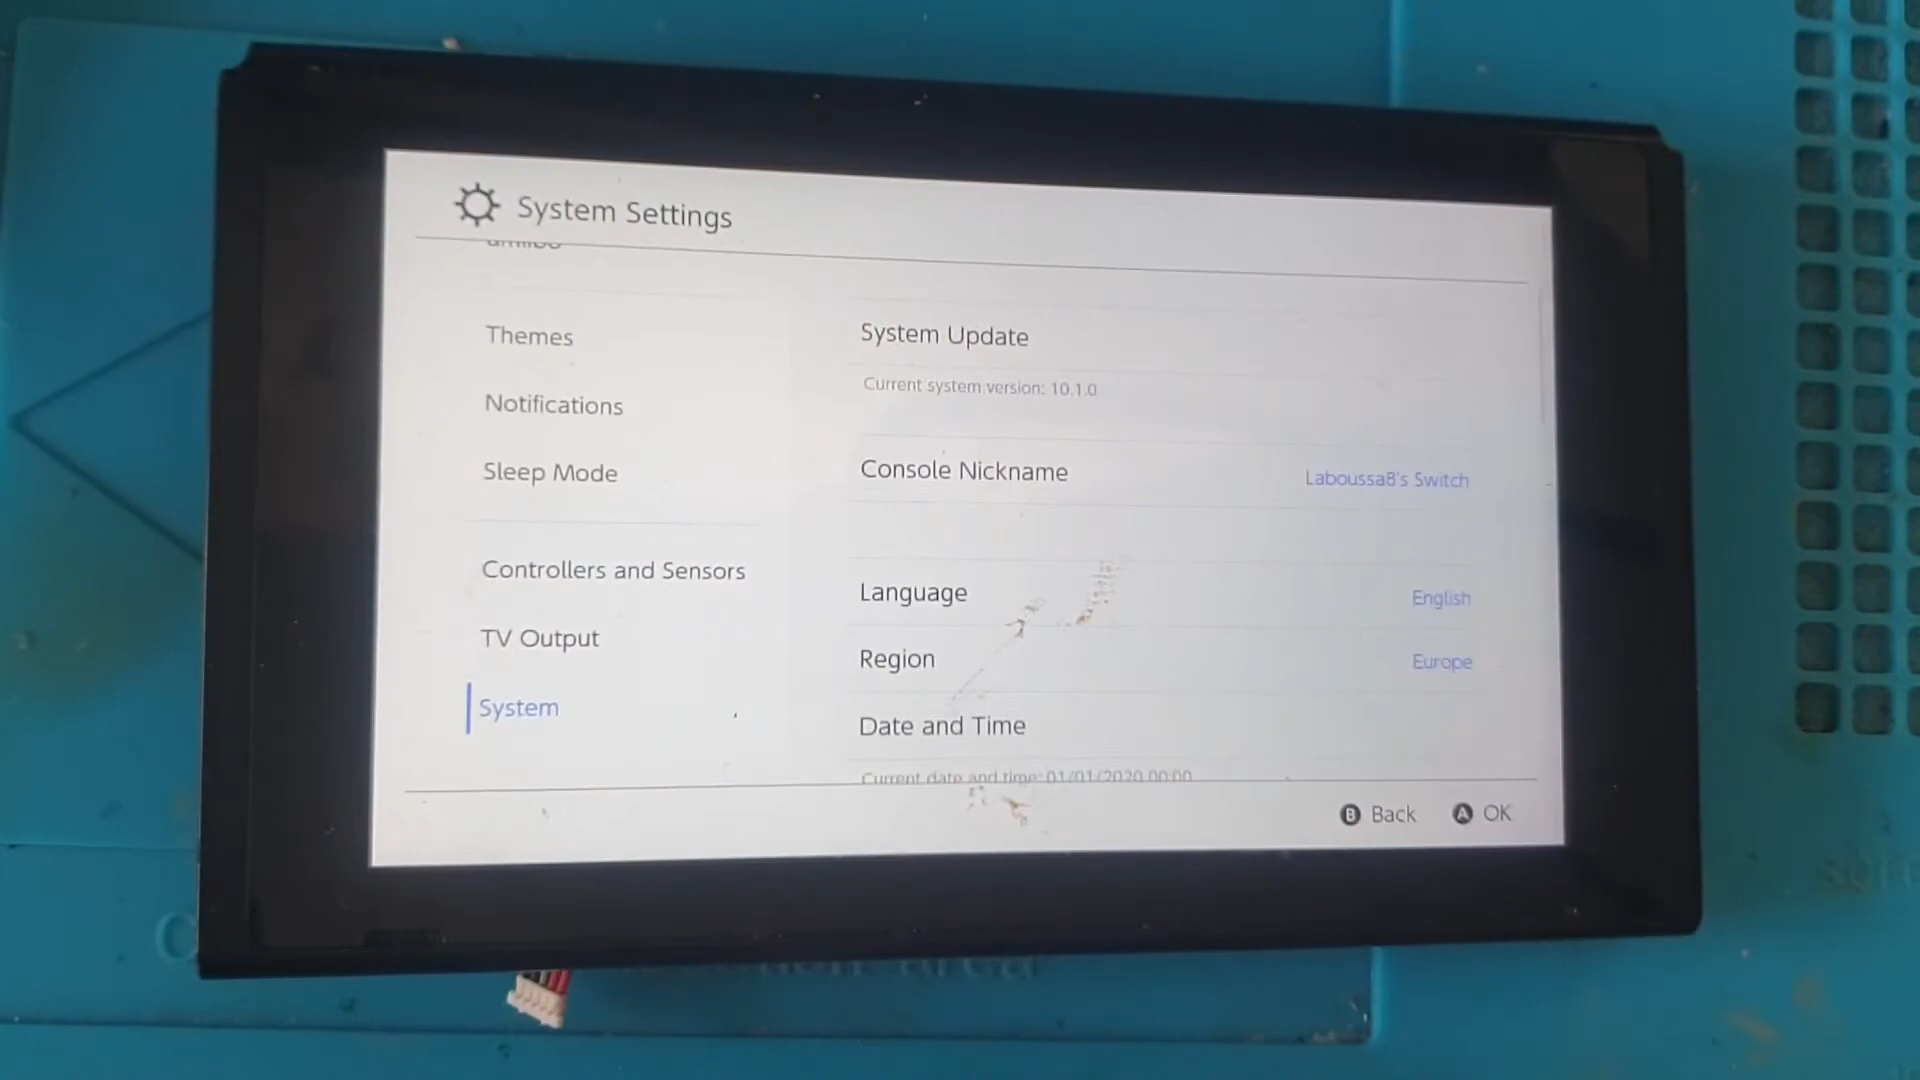 System Settings
amiibo
Themes
Notifications
Sleep Mode
Controllers and Sensors
TV Output
System
System Update
Current system version: 10.1.0
Console Nickname
LaboussaB's Switch
Language
English
Region
Europe
Date and Time
Current date and time: 01/01/2020 00:00
B Back
A OK